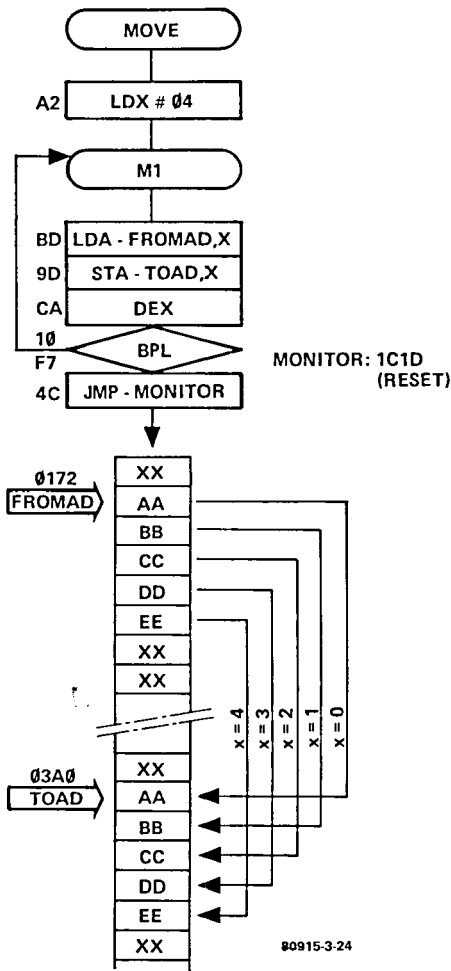 MOVE
A2 LDX # Ø4
M1
BD LDA - FROMAD,X
9D STA - TOAD,X
CA DEX
1Ø
F7 BPL
MONITOR: 1C1D
(RESET)
4C JMP - MONITOR
XX
Ø172
FROMAD
AA
BB
CC
DD
EE
XX
XX
x = 4
x = 3
x = 2
x = 1
x = 0
XX
Ø3AØ
TOAD
AA
BB
CC
DD
EE
XX
80915-3-24